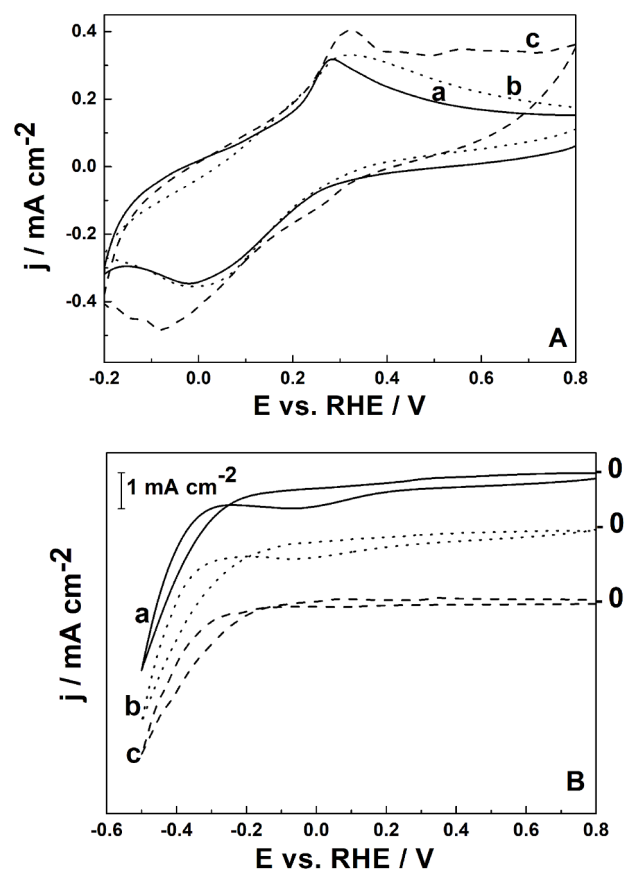 0.4
0.2
0.0
-0.2
-0.4
j / mA cm-2
c
b
a
A
-0.2 0.0 0.2 0.4 0.6 0.8
E vs. RHE / V
1 mA cm-2
0
0
0
j / mA cm-2
a
b
c
B
-0.6 -0.4 -0.2 0.0 0.2 0.4 0.6 0.8
E vs. RHE / V